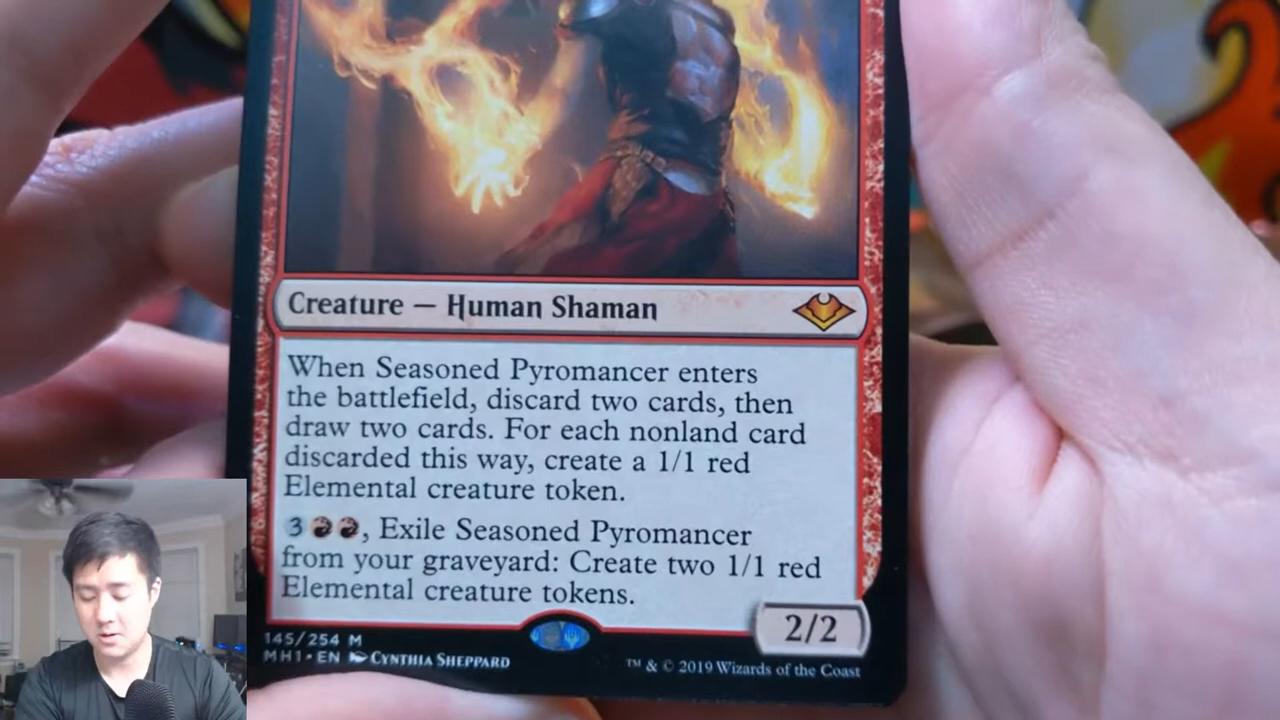 Creature — Human Shaman
When Seasoned Pyromancer enters
the battlefield, discard two cards, then
draw two cards. For each nonland card
discarded this way, create a 1/1 red
Elemental creature token.
3, Exile Seasoned Pyromancer
from your graveyard: Create two 1/1 red
Elemental creature tokens.
2/2
145/254 M
MH1 • EN CYNTHIA SHEPPARD
™ & © 2019 Wizards of the Coast